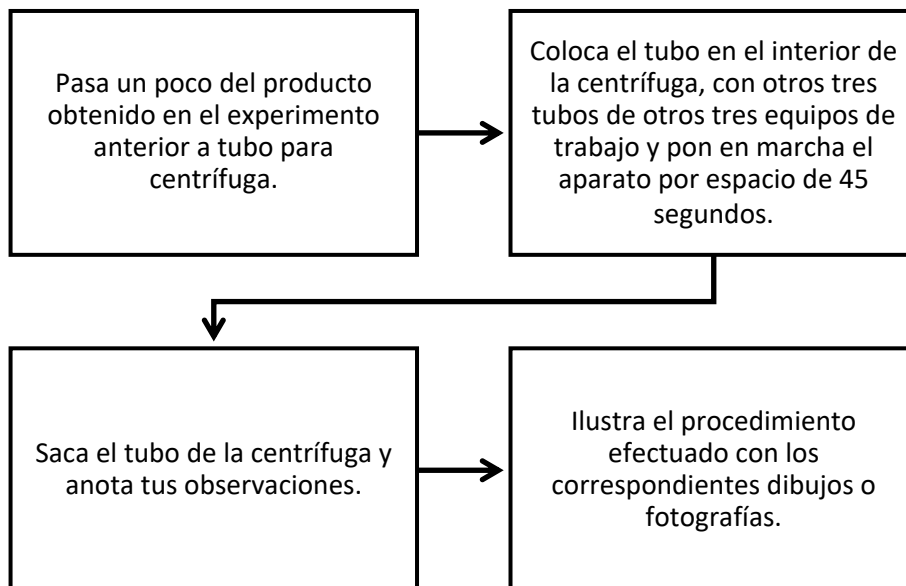 Pasa un poco del producto
obtenido en el experimento
anterior a tubo para
centrífuga.
Coloca el tubo en el interior de
la centrífuga, con otros tres
tubos de otros tres equipos de
trabajo y pon en marcha el
aparato por espacio de 45
segundos.
Saca el tubo de la centrífuga y
anota tus observaciones.
Ilustra el procedimiento
efectuado con los
correspondientes dibujos o
fotografías.